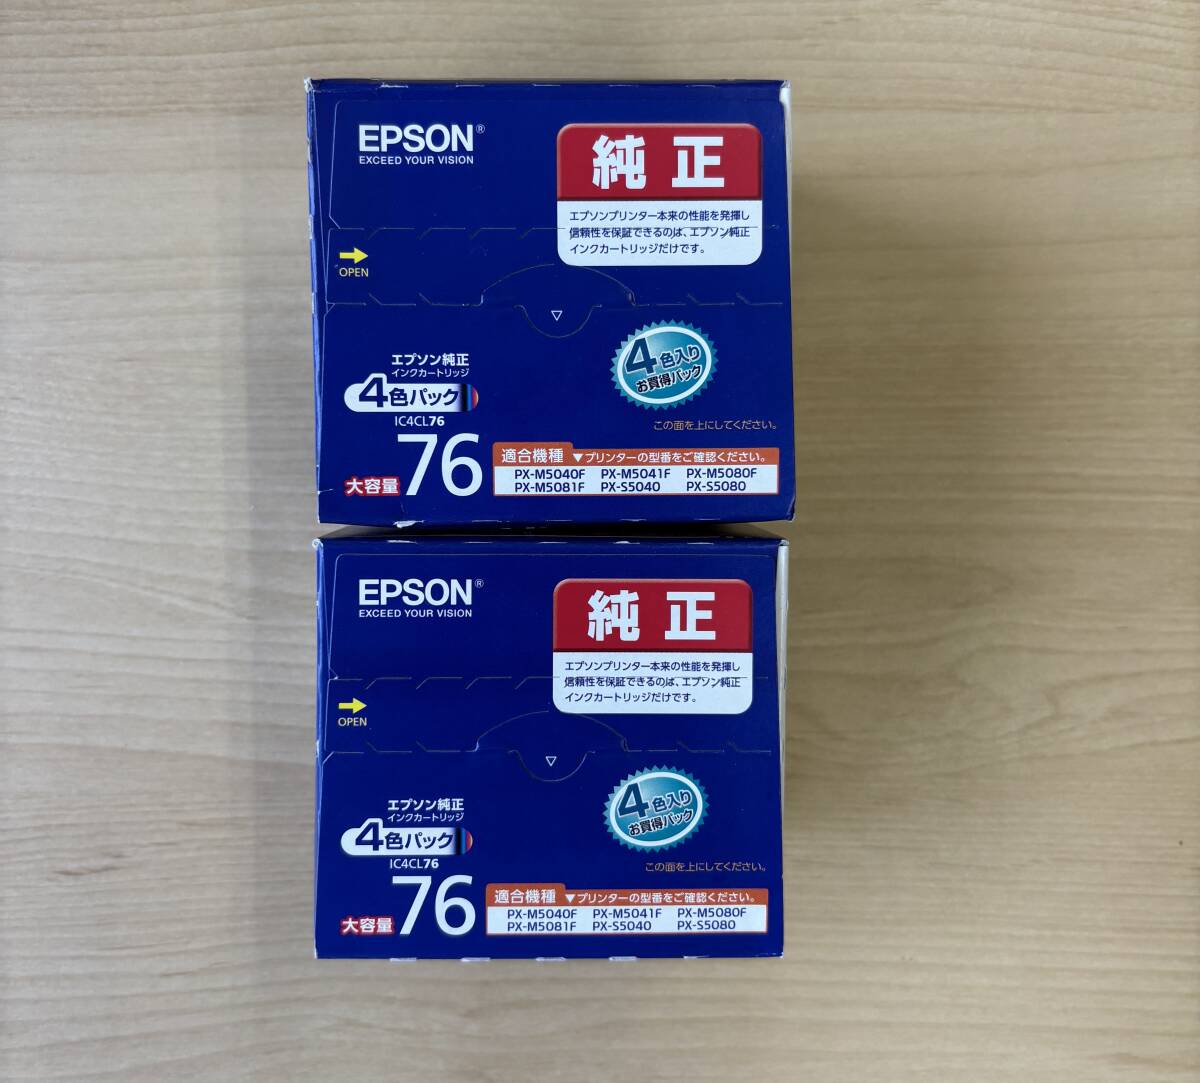 EPSON®
EXCEED YOUR VISION
純正
エプソンプリンター本来の性能を発揮し
信頼性を保証できるのは、エプソン純正
インクカートリッジだけです。
OPEN
4色入り
お買得パック
エプソン純正
インクカートリッジ
4色パック
IC4CL76
この面を上にしてください。
大容量 76
適合機種 ▼プリンターの型番をご確認ください。
PX-M5040F PX-M5041F PX-M5080F
PX-M5081F PX-S5040 PX-S5080
EPSON®
EXCEED YOUR VISION
純正
エプソンプリンター本来の性能を発揮し
信頼性を保証できるのは、エプソン純正
インクカートリッジだけです。
OPEN
4色入り
お買得パック
エプソン純正
インクカートリッジ
4色パック
IC4CL76
この面を上にしてください。
大容量 76
適合機種 ▼プリンターの型番をご確認ください。
PX-M5040F PX-M5041F PX-M5080F
PX-M5081F PX-S5040 PX-S5080